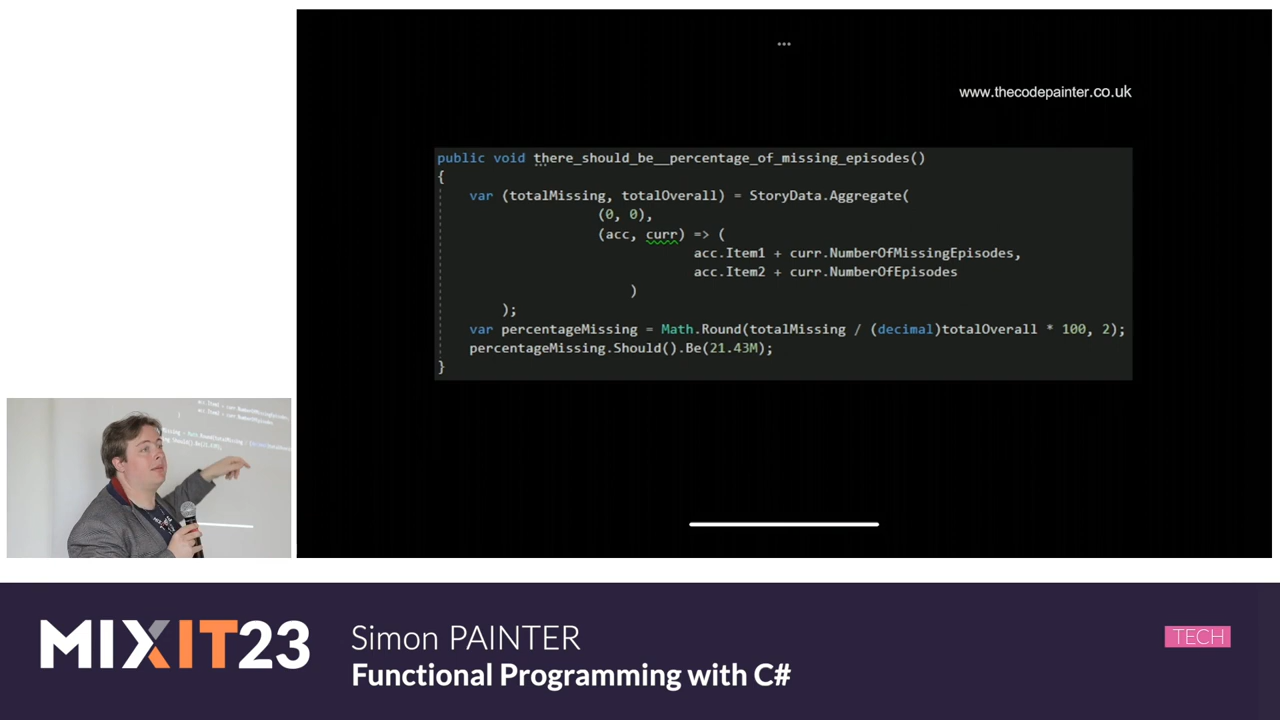 ...
www.thecodepainter.co.uk
public void there_should_be__percentage_of_missing_episodes()
{
var (totalMissing, totalOverall) = StoryData.Aggregate(
(0, 0),
(acc, curr) => (
acc.Item1 + curr.NumberOfMissingEpisodes,
acc.Item2 + curr.NumberOfEpisodes
)
);
var percentageMissing = Math.Round(totalMissing / (decimal)totalOverall * 100, 2);
percentageMissing.Should().Be(21.43M);
}
MIXIT23
Simon PAINTER
Functional Programming with C#
TECH